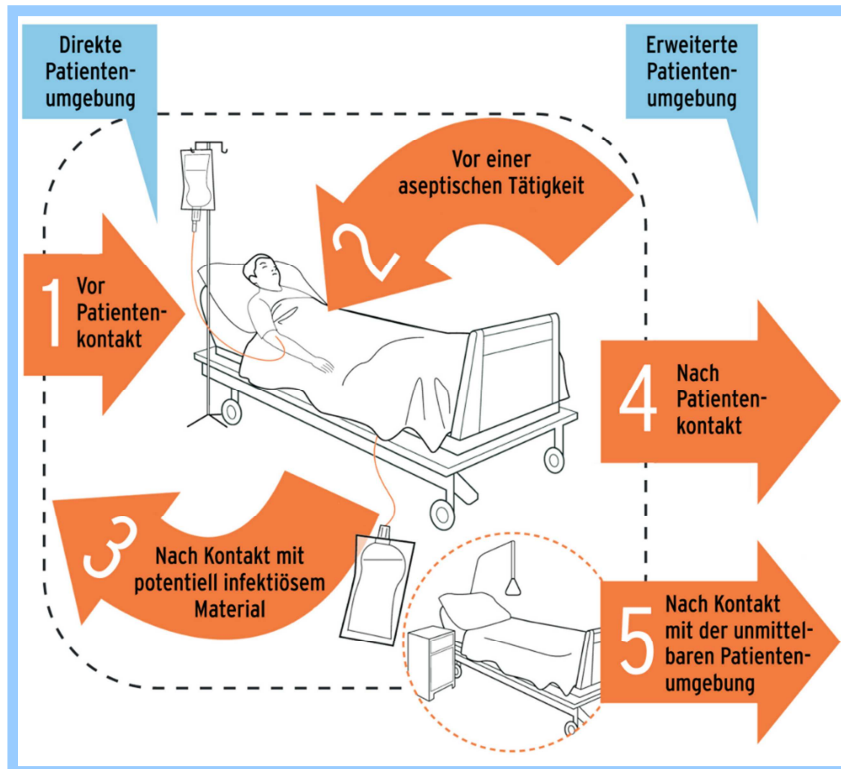 Direkte
Patienten-
umgebung
Erweiterte
Patienten-
umgebung
Vor einer
aseptischen Tätigkeit
2
1
Vor
Patienten-
kontakt
4
Nach
Patienten-
kontakt
3
Nach Kontakt mit
potentiell infektiösem
Material
5
Nach Kontakt
mit der unmittel-
baren Patienten-
umgebung